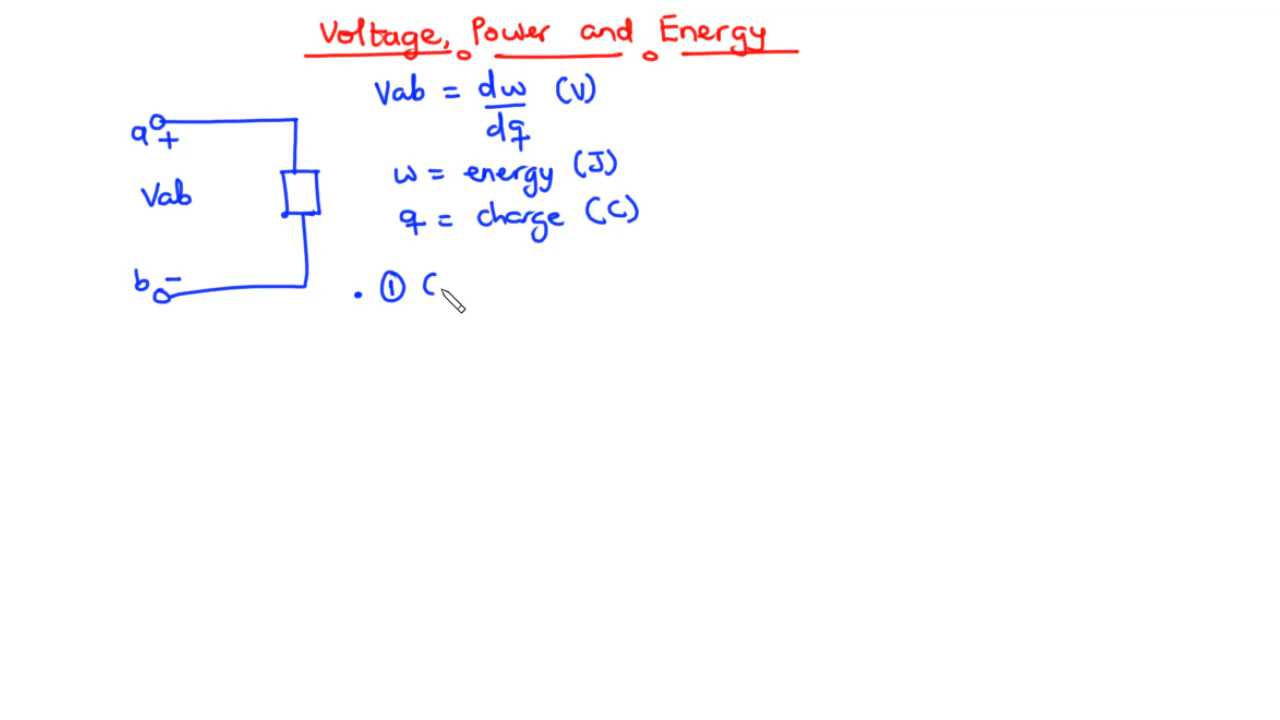 Voltage, Power and Energy
Vab = dw/dq (V)
a +
w = energy (J)
Vab
q = charge (C)
b -
. ① (